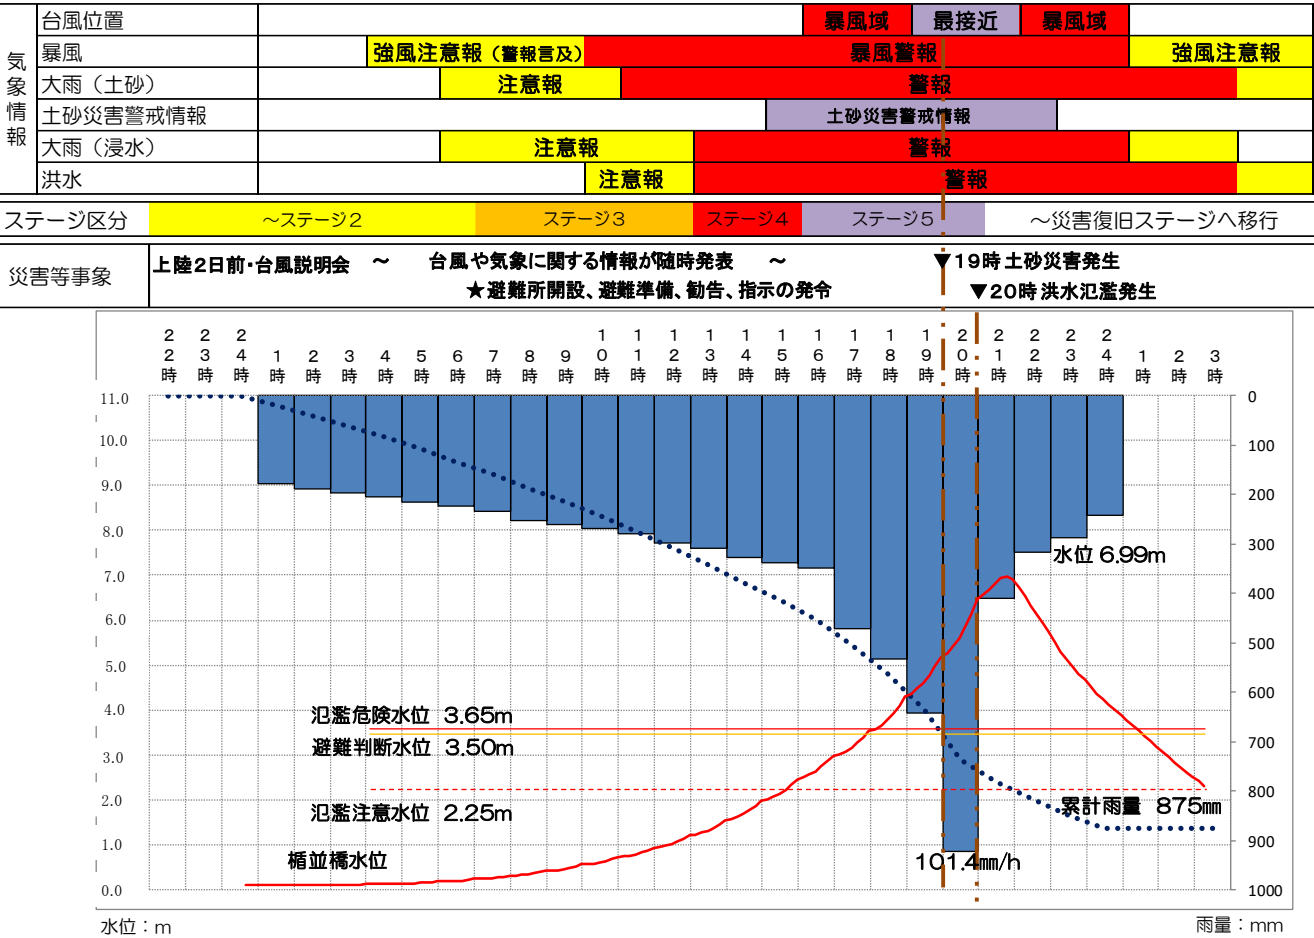 気象情報
台風位置
暴風域 最接近 暴風域
暴風
強風注意報（警報言及） 暴風警報 強風注意報
大雨（土砂）
注意報 警報
土砂災害警戒情報
土砂災害警戒情報
大雨（浸水）
注意報 警報
洪水
注意報 警報
ステージ区分 ～ステージ2 ステージ3 ステージ4 ステージ5 ～災害復旧ステージへ移行
災害等事象
上陸2日前・台風説明会 ～ 台風や気象に関する情報が随時発表 ～ ▼19時 土砂災害発生
★避難所開設、避難準備、勧告、指示の発令 ▼20時 洪水氾濫発生
22時 23時 24時 1時 2時 3時 4時 5時 6時 7時 8時 9時 10時 11時 12時 13時 14時 15時 16時 17時 18時 19時 20時 21時 22時 23時 24時 1時 2時 3時
11.0 0
10.0 100
9.0 200
8.0 300
水位 6.99m
7.0 400
6.0 500
5.0 600
4.0 700
氾濫危険水位 3.65m
避難判断水位 3.50m
3.0 800
氾濫注意水位 2.25m
累計雨量 875㎜
2.0 900
1.0 1000
楯並橋水位
101.4㎜/h
0.0
水位：m 雨量：mm